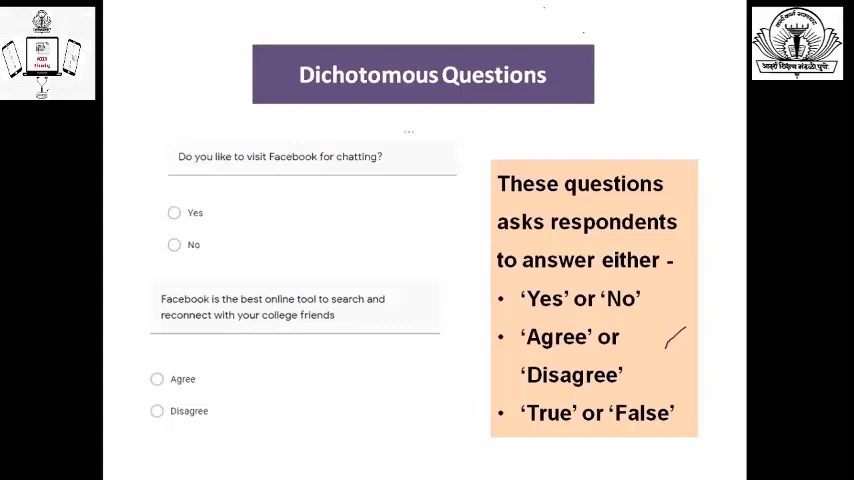 Dichotomous Questions
Do you like to visit Facebook for chatting?
Yes
No
Facebook is the best online tool to search and
reconnect with your college friends
Agree
Disagree
These questions
asks respondents
to answer either -
• ‘Yes’ or ‘No’
• ‘Agree’ or
‘Disagree’
• ‘True’ or ‘False’